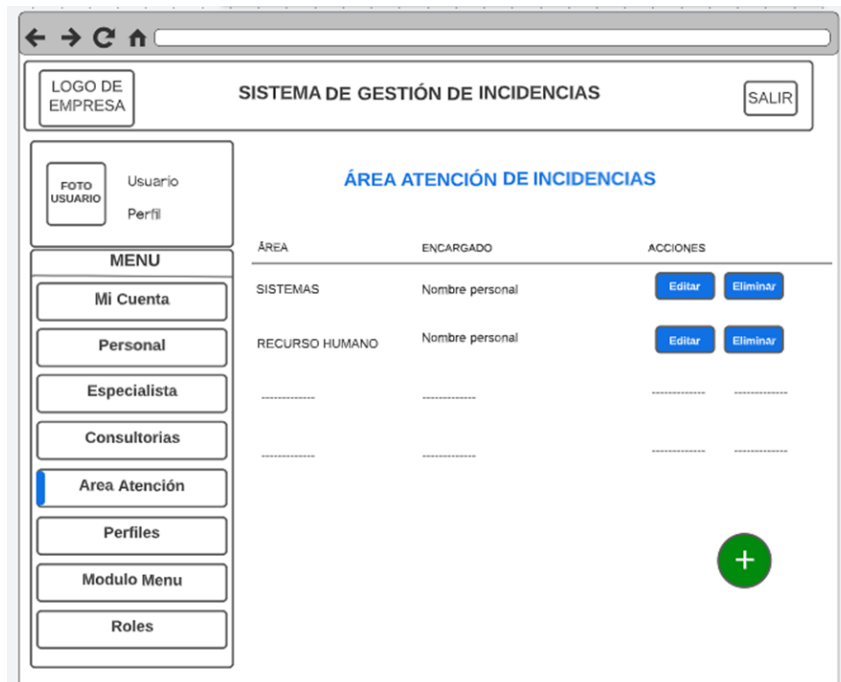 LOGO DE
EMPRESA
SISTEMA DE GESTIÓN DE INCIDENCIAS
SALIR
FOTO
USUARIO
Usuario
Perfil
MENU
Mi Cuenta
Personal
Especialista
Consultorias
Area Atención
Perfiles
Modulo Menu
Roles
ÁREA ATENCIÓN DE INCIDENCIAS
ÁREA ENCARGADO ACCIONES
SISTEMAS Nombre personal Editar Eliminar
RECURSO HUMANO Nombre personal Editar Eliminar
------------- ------------- ------------- -------------
------------- ------------- ------------- -------------
+